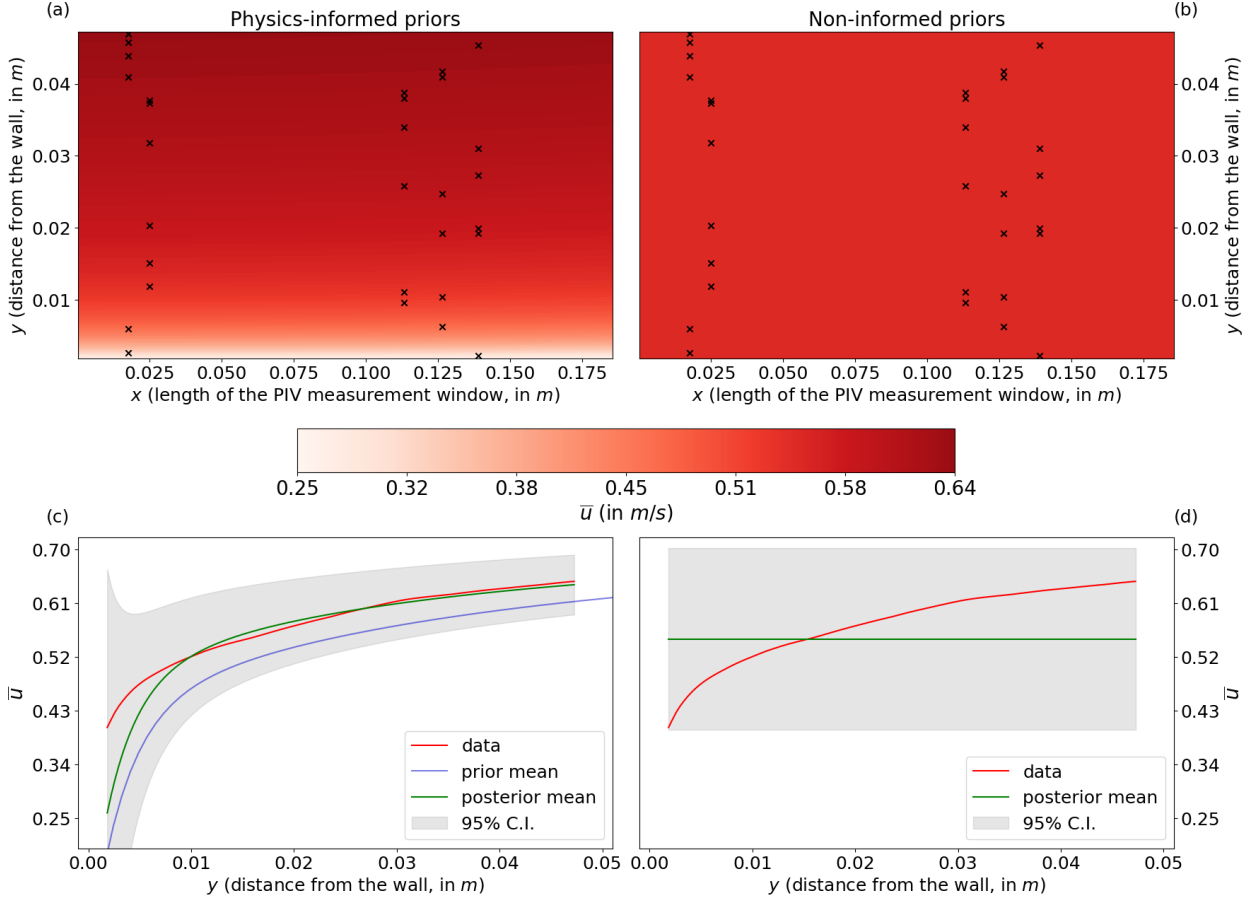 (a) Physics-informed priors Non-informed priors (b)
y (distance from the wall, in m)
0.04
0.03
0.02
0.01
0.04
0.03
0.02
0.01
y (distance from the wall, in m)
0.025 0.050 0.075 0.100 0.125 0.150 0.175
x (length of the PIV measurement window, in m)
0.025 0.050 0.075 0.100 0.125 0.150 0.175
x (length of the PIV measurement window, in m)
0.25 0.32 0.38 0.45 0.51 0.58 0.64
u̅ (in m/s)
(c)
u̅
0.70
0.61
0.52
0.43
0.34
0.25
data
prior mean
posterior mean
95% C.I.
0.00 0.01 0.02 0.03 0.04 0.05
y (distance from the wall, in m)
(d)
0.70
0.61
0.52
0.43
0.34
0.25
u̅
data
posterior mean
95% C.I.
0.00 0.01 0.02 0.03 0.04 0.05
y (distance from the wall, in m)